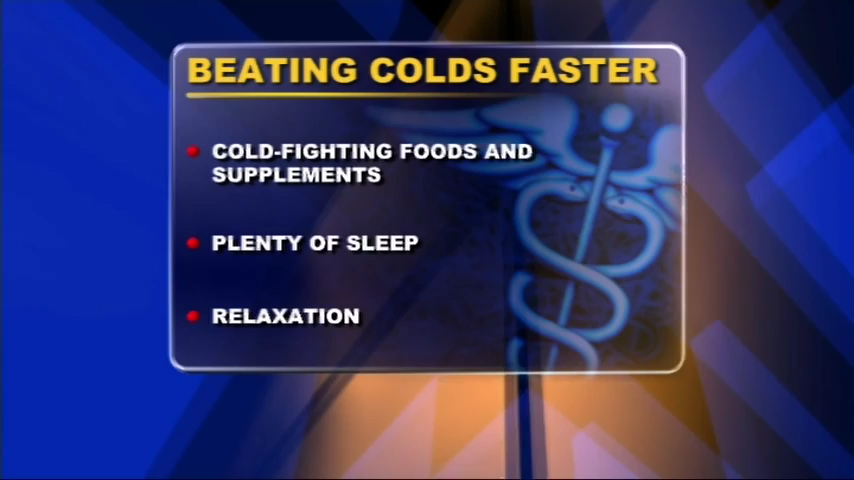 BEATING COLDS FASTER
COLD-FIGHTING FOODS AND
SUPPLEMENTS
PLENTY OF SLEEP
RELAXATION